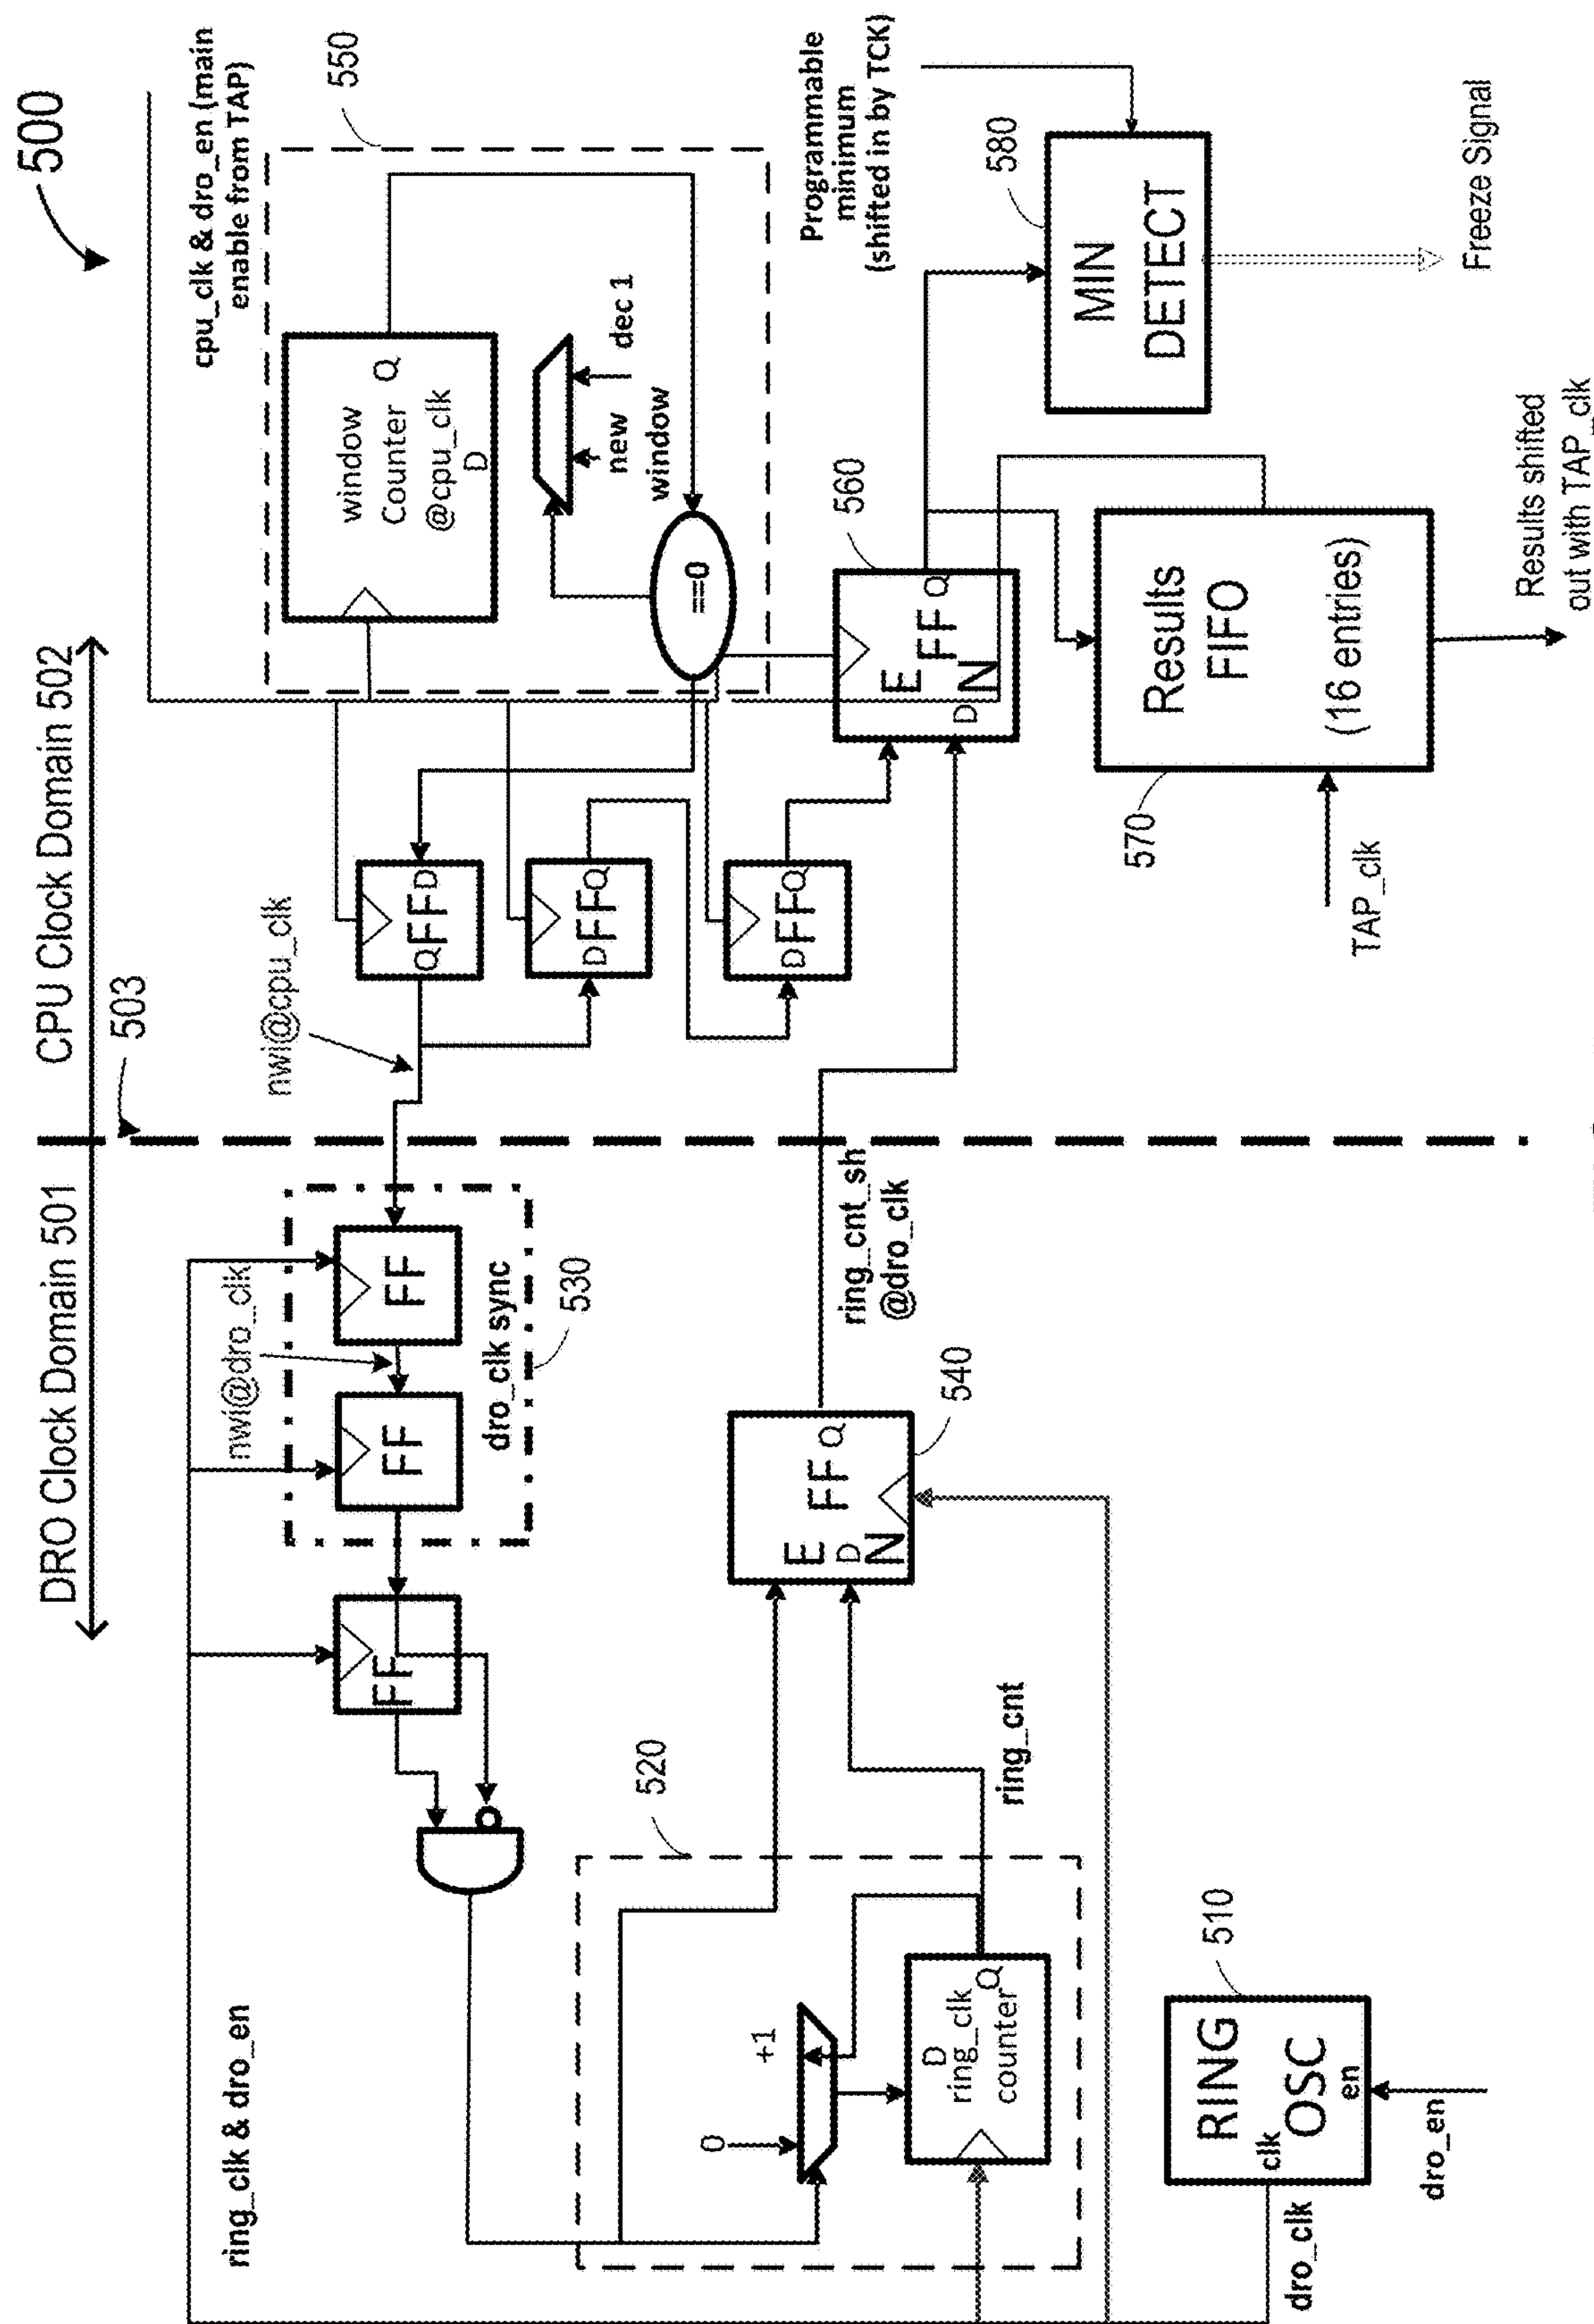 500
DRO Clock Domain 501
CPU Clock Domain 502
503
ring_clk & dro_en
cpu_clk & dro_en (main
enable from TAP)
550
window
Counter
@cpu_clk
Q
D
new
window
dec 1
==0
nwi@cpu_clk
Q
FF
D
D
FF
Q
D
FF
Q
nwi@dro_clk
FF
FF
FF
dro_clk sync
530
520
0
+1
D
ring_clk
counter
Q
ring_cnt
E
D
N
FF
Q
540
ring_cnt_sh
@dro_clk
560
E
FF
Q
D
N
Programmable
minimum
(shifted in by TCK)
580
MIN
DETECT
Freeze Signal
570
Results
FIFO
(16 entries)
TAP_clk
Results shifted
out with TAP_clk
510
RING
OSC
clk
en
dro_clk
dro_en